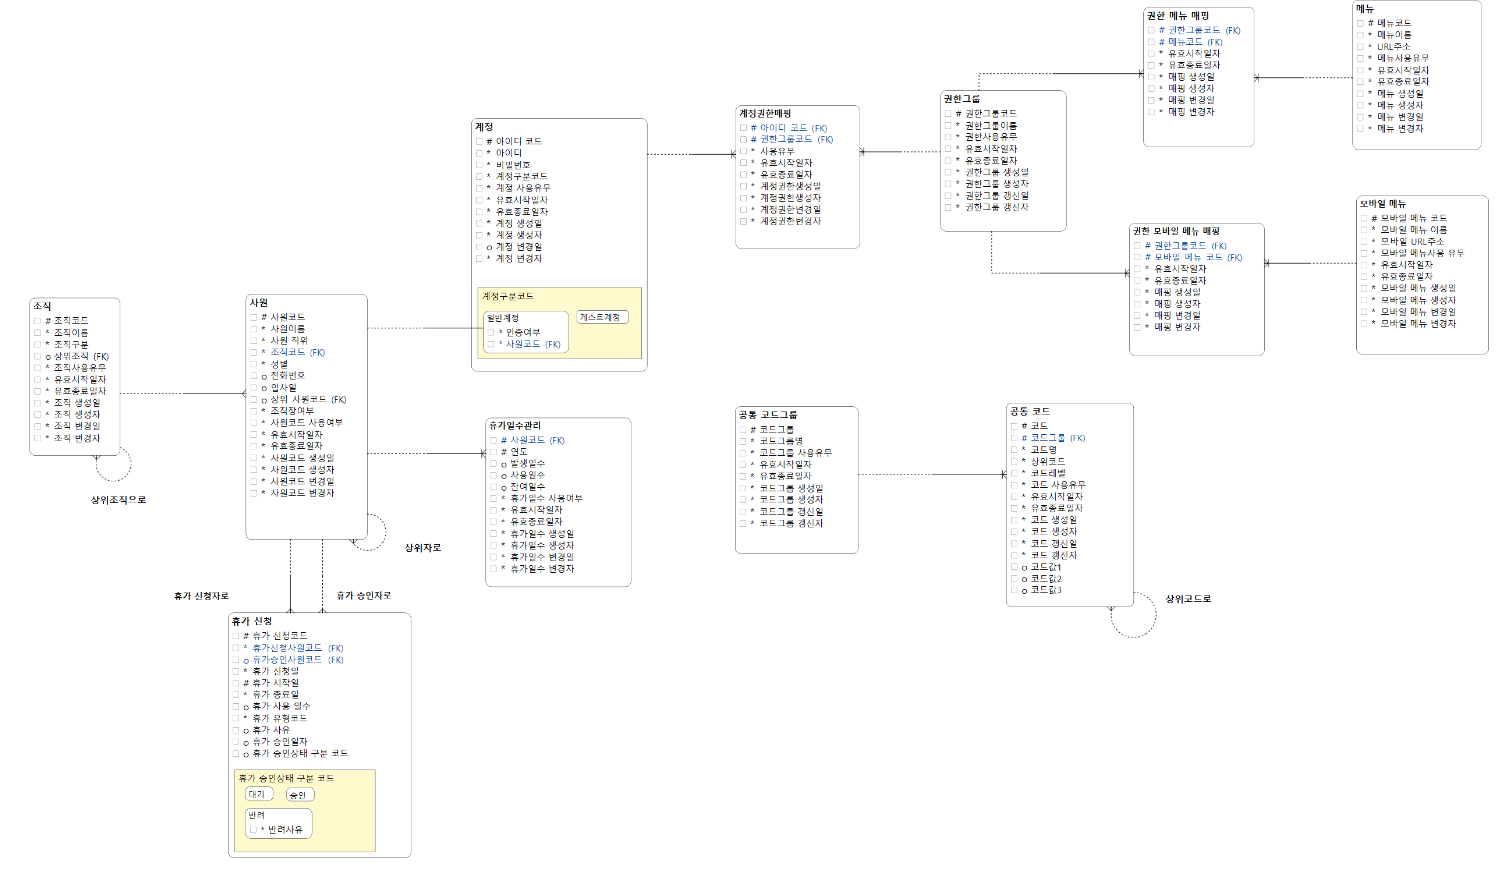 조직
# 조직코드
* 조직이름
* 조직구분
o 상위조직 (FK)
* 조직사용유무
* 유효시작일자
* 유효종료일자
* 조직 생성일
* 조직 생성자
* 조직 변경일
* 조직 변경자
상위조직으로
사원
# 사원코드
* 사원이름
* 사원 직위
* 조직코드 (FK)
* 성별
o 전화번호
o 입사일
o 상위 사원코드 (FK)
* 조직장여부
* 사원코드 사용여부
* 유효시작일자
* 유효종료일자
* 사원코드 생성일
* 사원코드 생성자
* 사원코드 변경일
* 사원코드 변경자
상위자로
휴가 신청자로
휴가 승인자로
휴가 신청
# 휴가 신청코드
* 휴가신청사원코드 (FK)
o 휴가승인사원코드 (FK)
* 휴가 신청일
# 휴가 시작일
* 휴가 종료일
o 휴가 사용 일수
* 휴가 유형코드
o 휴가 사유
o 휴가 승인일자
o 휴가 승인상태 구분 코드
휴가 승인상태 구분 코드
대기
승인
반려
* 반려사유
계정
# 아이디 코드
* 아이디
* 비밀번호
* 계정구분코드
* 계정 사용유무
* 유효시작일자
* 유효종료일자
* 계정 생성일
* 계정 생성자
o 계정 변경일
* 계정 변경자
계정구분코드
일반계정
* 인증여부
* 사원코드 (FK)
게스트계정
휴가일수관리
# 사원코드 (FK)
# 연도
o 발생일수
o 사용일수
o 잔여일수
* 휴가일수 사용여부
* 유효시작일자
* 유효종료일자
* 휴가일수 생성일
* 휴가일수 생성자
* 휴가일수 변경일
* 휴가일수 변경자
계정권한매핑
# 아이디 코드 (FK)
# 권한그룹코드 (FK)
* 사용유무
* 유효시작일자
* 유효종료일자
* 계정권한생성일
* 계정권한생성자
* 계정권한변경일
* 계정권한변경자
권한그룹
# 권한그룹코드
* 권한그룹이름
* 권한사용유무
* 유효시작일자
* 유효종료일자
* 권한그룹 생성일
* 권한그룹 생성자
* 권한그룹 갱신일
* 권한그룹 갱신자
권한 메뉴 매핑
# 권한그룹코드 (FK)
# 메뉴코드 (FK)
* 유효시작일자
* 유효종료일자
* 매핑 생성일
* 매핑 생성자
* 매핑 변경일
* 매핑 변경자
메뉴
# 메뉴코드
* 메뉴이름
* URL주소
* 메뉴사용유무
* 유효시작일자
* 유효종료일자
* 메뉴 생성일
* 메뉴 생성자
* 메뉴 변경일
* 메뉴 변경자
권한 모바일 메뉴 매핑
# 권한그룹코드 (FK)
# 모바일 메뉴 코드 (FK)
* 유효시작일자
* 유효종료일자
* 매핑 생성일
* 매핑 생성자
* 매핑 변경일
* 매핑 변경자
모바일 메뉴
# 모바일 메뉴 코드
* 모바일 메뉴 이름
* 모바일 URL주소
* 모바일 메뉴사용 유무
* 유효시작일자
* 유효종료일자
* 모바일 메뉴 생성일
* 모바일 메뉴 생성자
* 모바일 메뉴 변경일
* 모바일 메뉴 변경자
공통 코드그룹
# 코드그룹
* 코드그룹명
* 코드그룹 사용유무
* 유효시작일자
* 유효종료일자
* 코드그룹 생성일
* 코드그룹 생성자
* 코드그룹 갱신일
* 코드그룹 갱신자
공통 코드
# 코드
# 코드그룹 (FK)
* 코드명
* 상위코드
* 코드레벨
* 코드 사용유무
* 유효시작일자
* 유효종료일자
* 코드 생성일
* 코드 생성자
* 코드 갱신일
* 코드 갱신자
o 코드값1
o 코드값2
o 코드값3
상위코드로